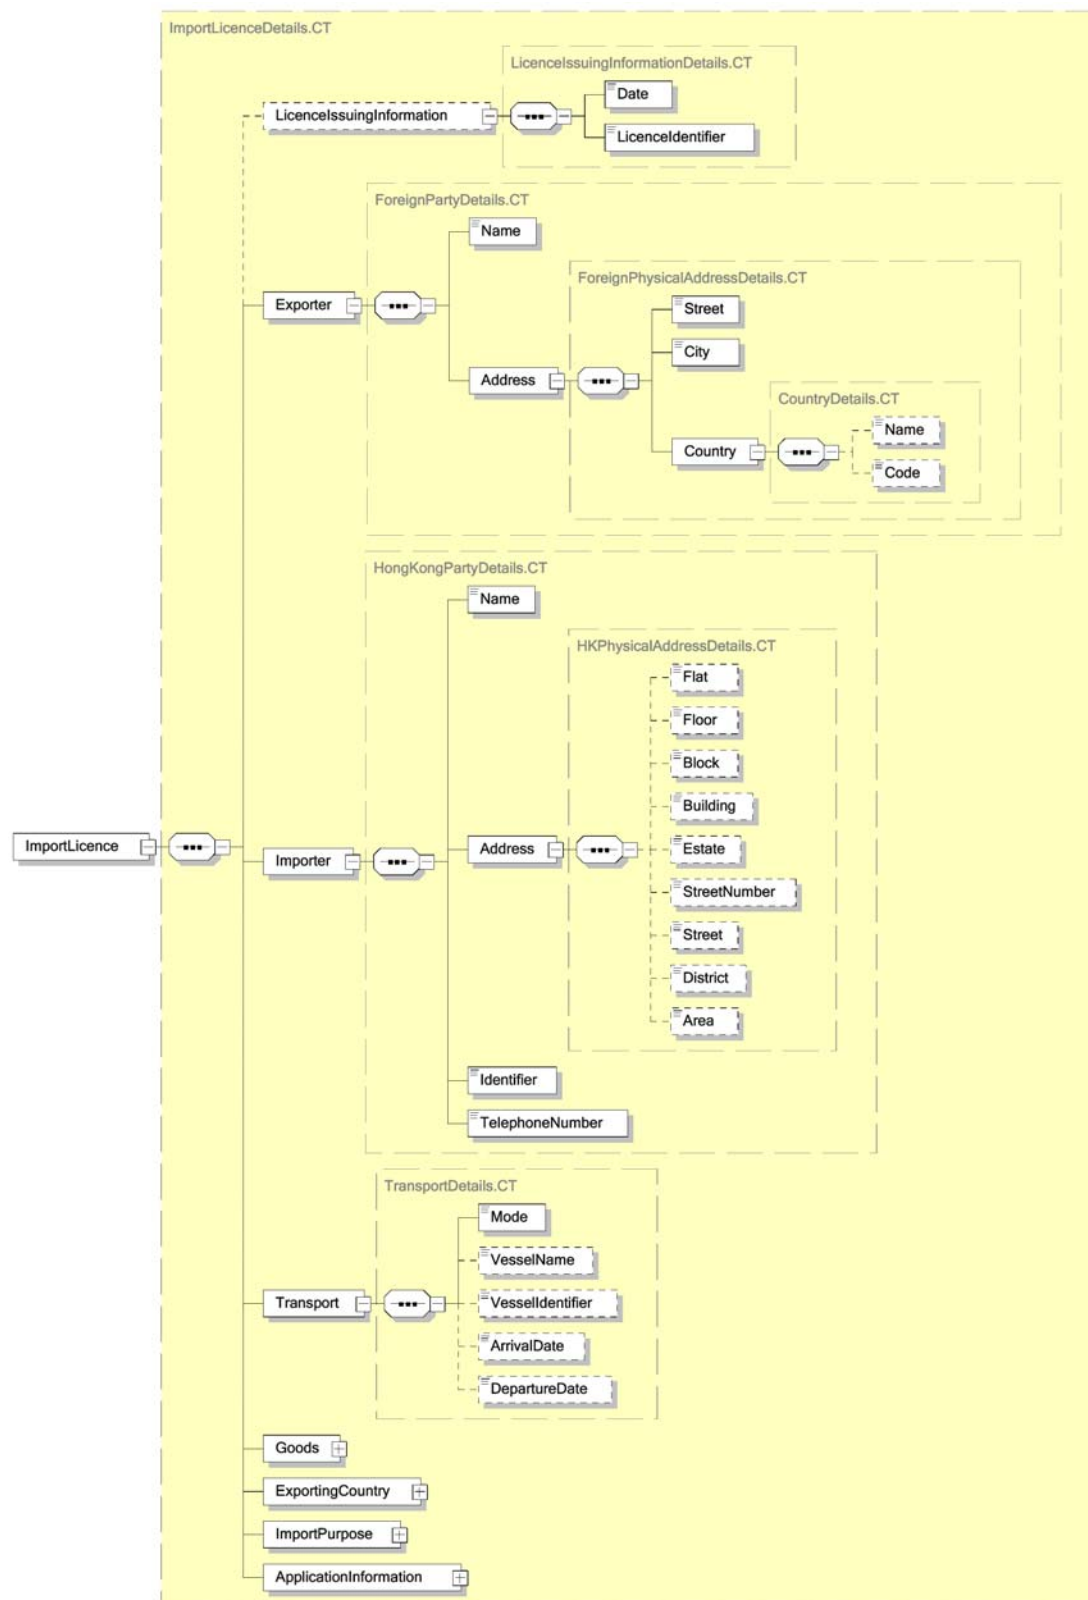 ImportLicenceDetails.CT
LicenceIssuingInformationDetails.CT
LicenceIssuingInformation
Date
LicenceIdentifier
ForeignPartyDetails.CT
Name
ForeignPhysicalAddressDetails.CT
Exporter
Street
City
Address
CountryDetails.CT
Name
Country
Code
HongKongPartyDetails.CT
Name
HKPhysicalAddressDetails.CT
Flat
Floor
Block
Building
ImportLicence
Importer
Address
Estate
StreetNumber
Street
District
Area
Identifier
TelephoneNumber
TransportDetails.CT
Mode
VesselName
Transport
VesselIdentifier
ArrivalDate
DepartureDate
Goods
ExportingCountry
ImportPurpose
ApplicationInformation